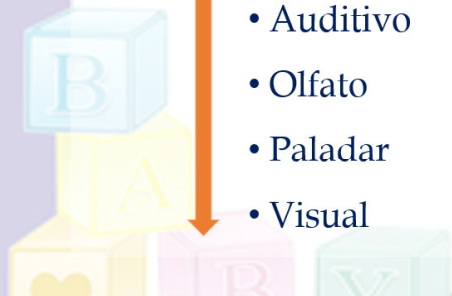 • Auditivo
• Olfato
• Paladar
• Visual
B
A
B Y